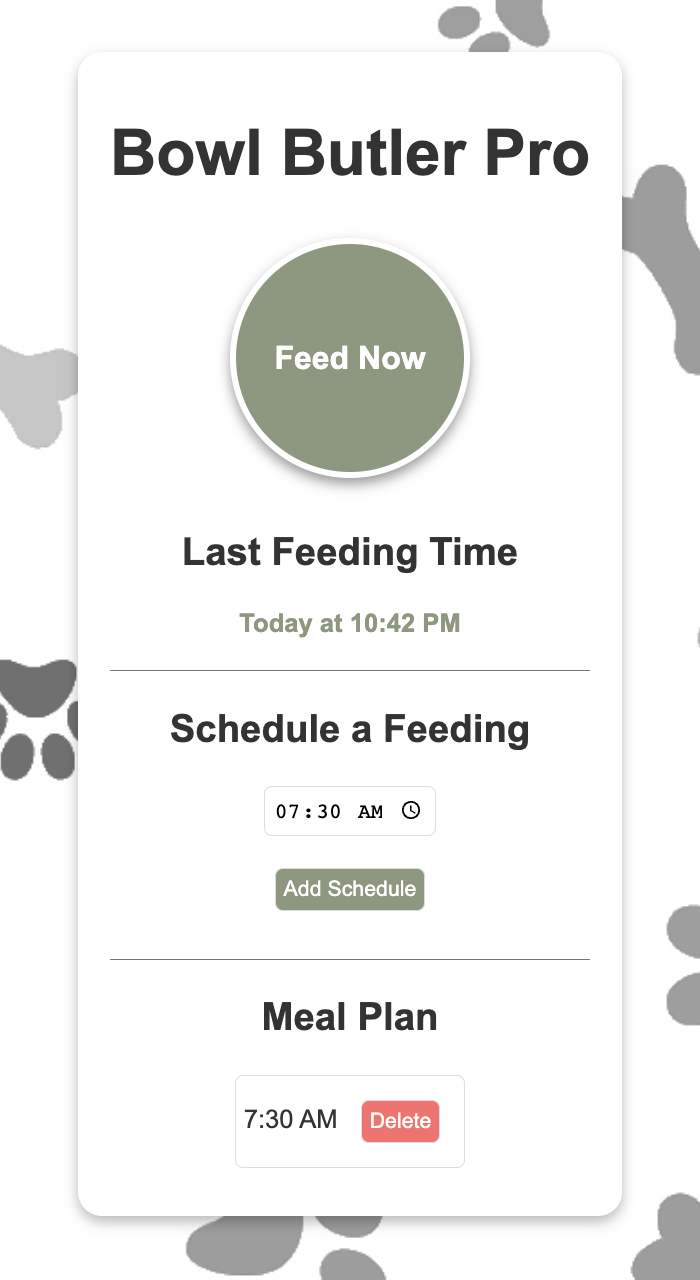 Bowl Butler Pro
Feed Now
Last Feeding Time
Today at 10:42 PM
Schedule a Feeding
07:30 AM
Add Schedule
Meal Plan
7:30 AM Delete